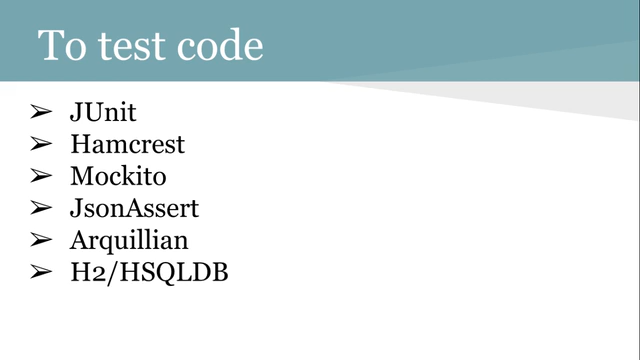 To test code
➢ JUnit
➢ Hamcrest
➢ Mockito
➢ JsonAssert
➢ Arquillian
➢ H2/HSQLDB